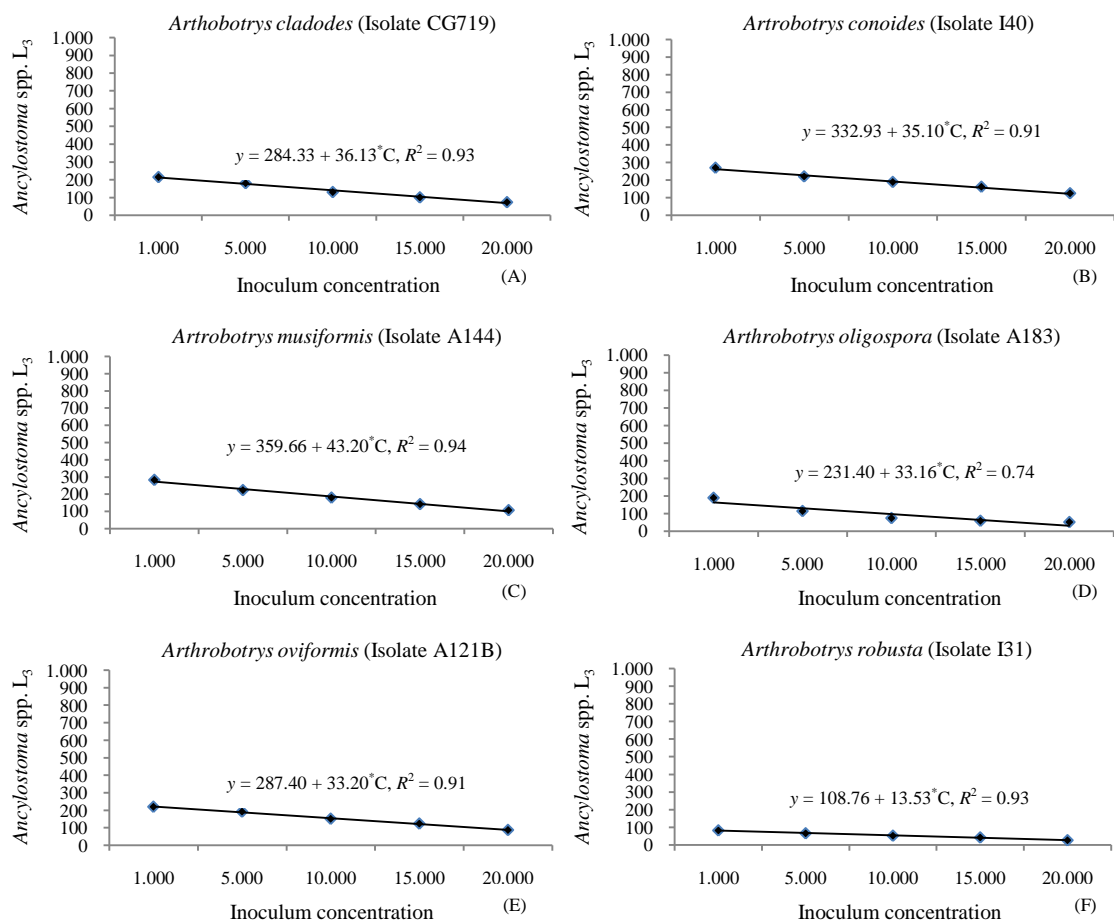 Arthobotrys cladodes (Isolate CG719)
Ancylostoma spp. L3
1.000
900
800
700
600
500
400
300
200
100
0
y = 284.33 + 36.13*C, R² = 0.93
1.000 5.000 10.000 15.000 20.000
Inoculum concentration
(A)
Artrobotrys conoides (Isolate I40)
Ancylostoma spp. L3
1.000
900
800
700
600
500
400
300
200
100
0
y = 332.93 + 35.10*C, R² = 0.91
1.000 5.000 10.000 15.000 20.000
Inoculum concentration
(B)
Artrobotrys musiformis (Isolate A144)
Ancylostoma spp. L3
1.000
900
800
700
600
500
400
300
200
100
0
y = 359.66 + 43.20*C, R² = 0.94
1.000 5.000 10.000 15.000 20.000
Inoculum concentration
(C)
Arthrobotrys oligospora (Isolate A183)
Ancylostoma spp. L3
1.000
900
800
700
600
500
400
300
200
100
0
y = 231.40 + 33.16*C, R² = 0.74
1.000 5.000 10.000 15.000 20.000
Inoculum concentration
(D)
Arthrobotrys oviformis (Isolate A121B)
Ancylostoma spp. L3
1.000
900
800
700
600
500
400
300
200
100
0
y = 287.40 + 33.20*C, R² = 0.91
1.000 5.000 10.000 15.000 20.000
Inoculum concentration
(E)
Arthrobotrys robusta (Isolate I31)
Ancylostoma spp. L3
1.000
900
800
700
600
500
400
300
200
100
0
y = 108.76 + 13.53*C, R² = 0.93
1.000 5.000 10.000 15.000 20.000
Inoculum concentration
(F)